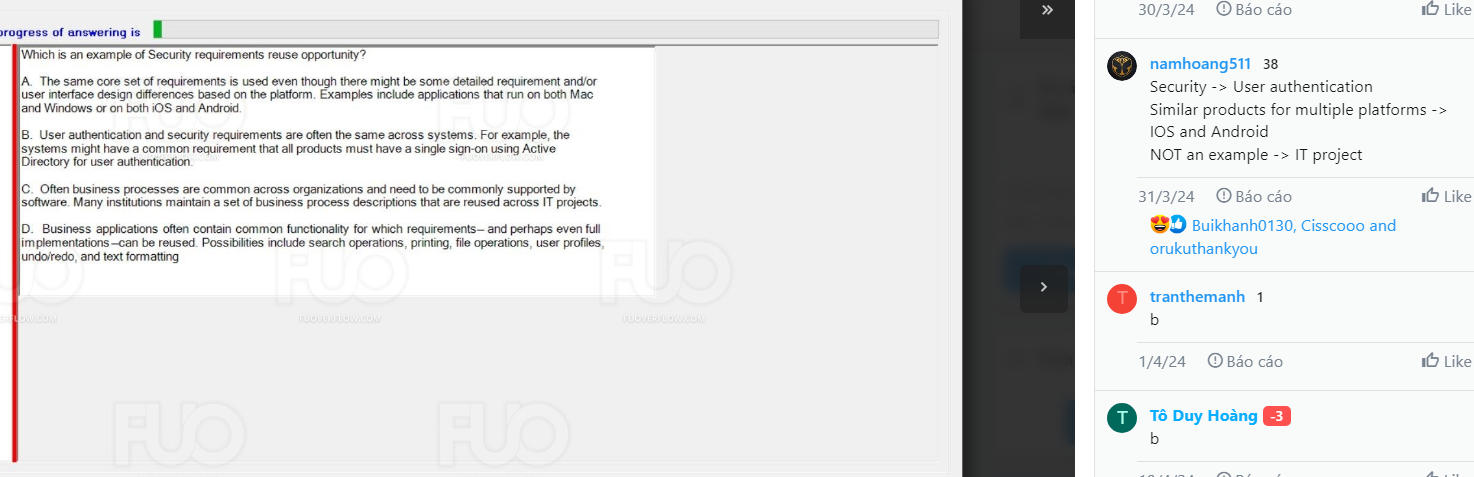 progress of answering is
Which is an example of Security requirements reuse opportunity?
A. The same core set of requirements is used even though there might be some detailed requirement and/or
user interface design differences based on the platform. Examples include applications that run on both Mac
and Windows or on both iOS and Android.
B. User authentication and security requirements are often the same across systems. For example, the
systems might have a common requirement that all products must have a single sign-on using Active
Directory for user authentication.
C. Often business processes are common across organizations and need to be commonly supported by
software. Many institutions maintain a set of business process descriptions that are reused across IT projects.
D. Business applications often contain common functionality for which requirements– and perhaps even full
implementations –can be reused. Possibilities include search operations, printing, file operations, user profiles,
undo/redo, and text formatting
FUO
FUO
FUO
FUOVERFLOW.COM
FUOVERFLOW.COM
FUO
FUO
»
›
30/3/24 Báo cáo Like
namhoang511 38
Security -> User authentication
Similar products for multiple platforms ->
IOS and Android
NOT an example -> IT project
31/3/24 Báo cáo Like
Buikhanh0130, Cisscooo and
orukuthankyou
T
tranthemanh 1
b
1/4/24 Báo cáo Like
T
Tô Duy Hoàng -3
b